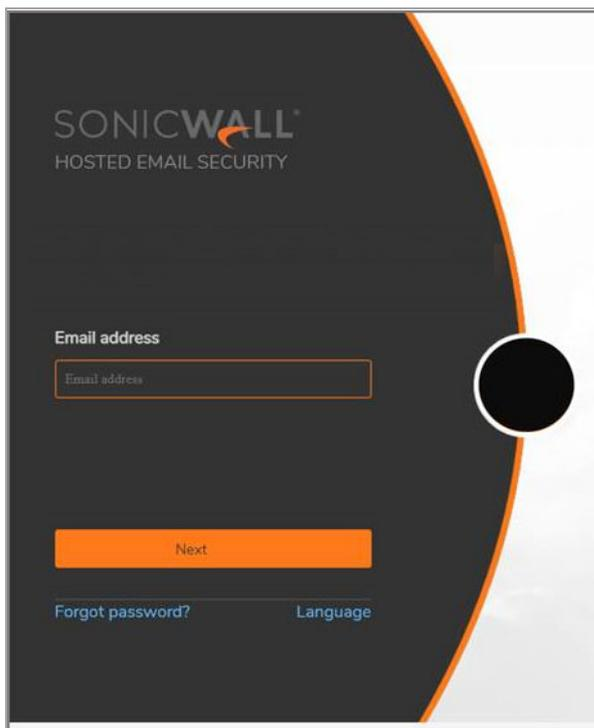 SONICWALL®
HOSTED EMAIL SECURITY
Email address
Email address
Next
Forgot password? Language